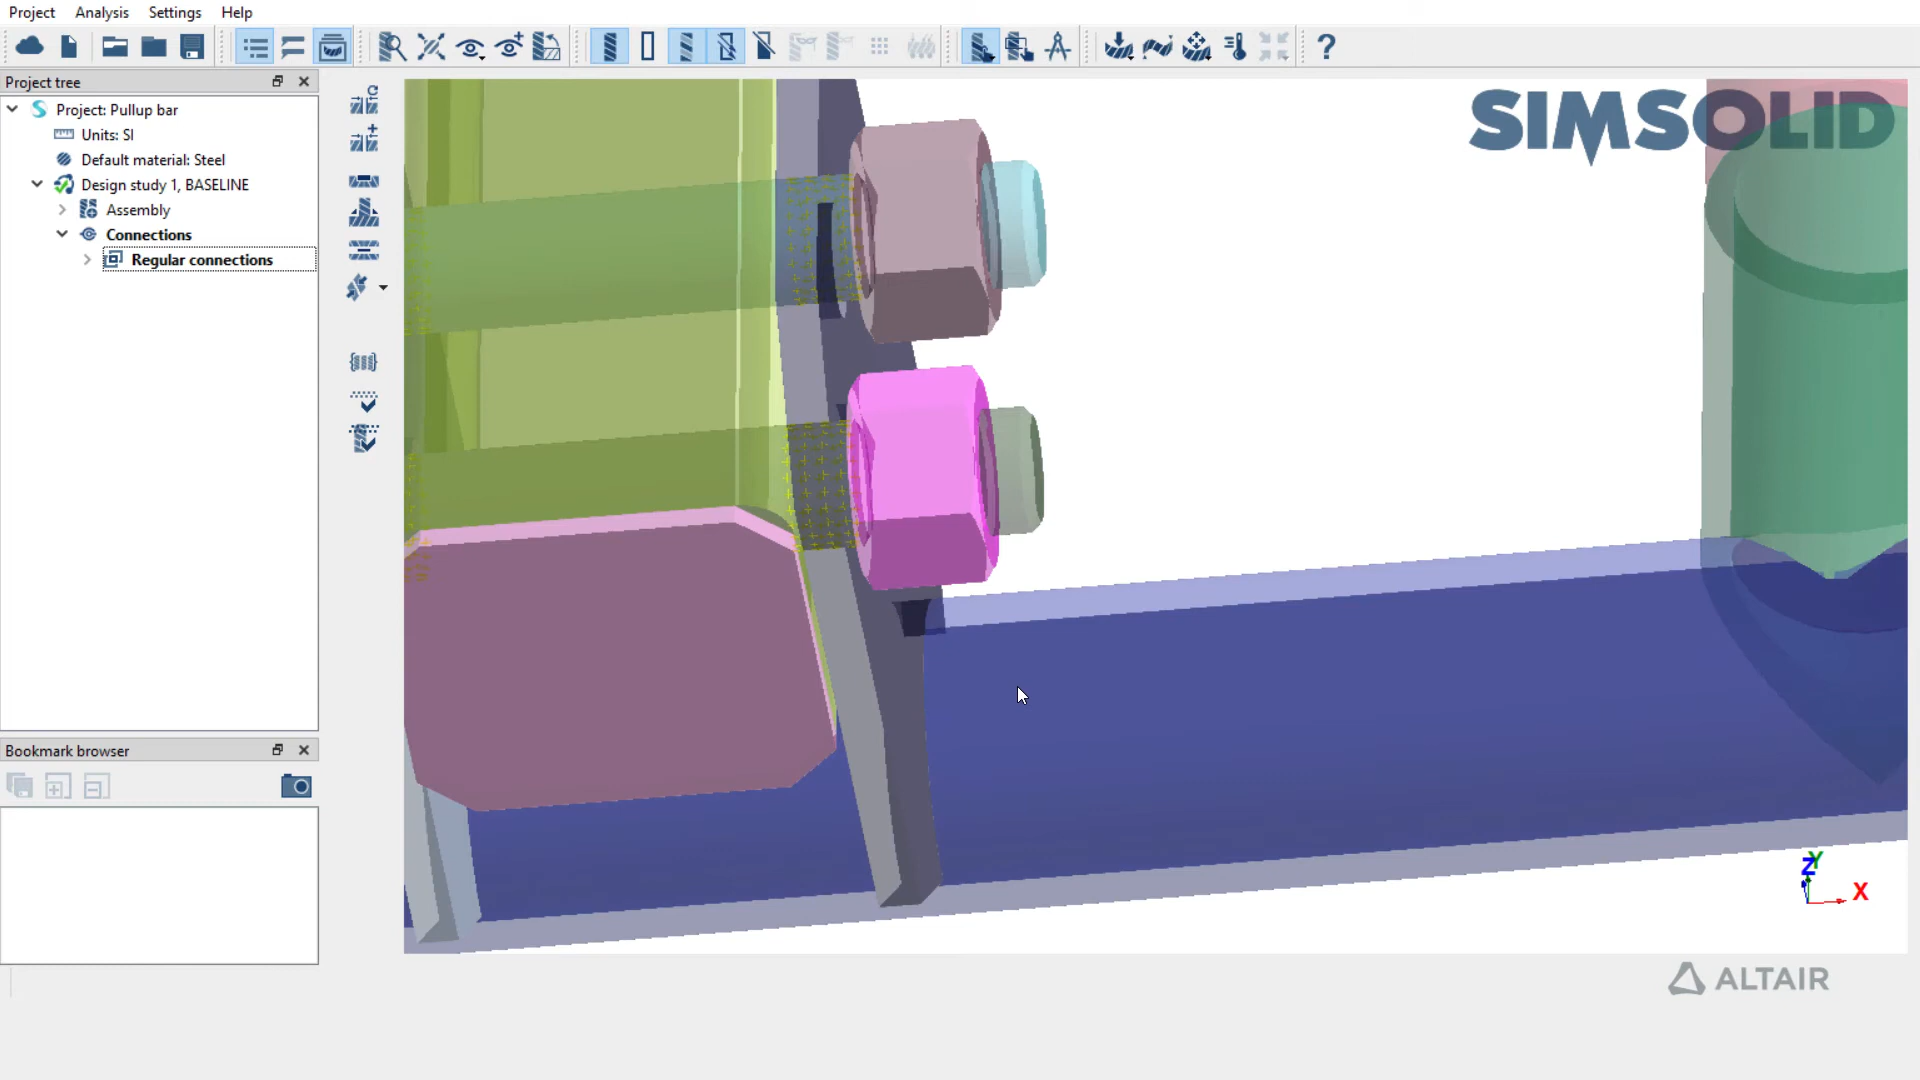 Project Analysis Settings Help
Project tree
Project: Pullup bar
Units: SI
Default material: Steel
Design study 1, BASELINE
Assembly
Connections
Regular connections
Bookmark browser
SIMSOLID
Z Y X
ALTAIR